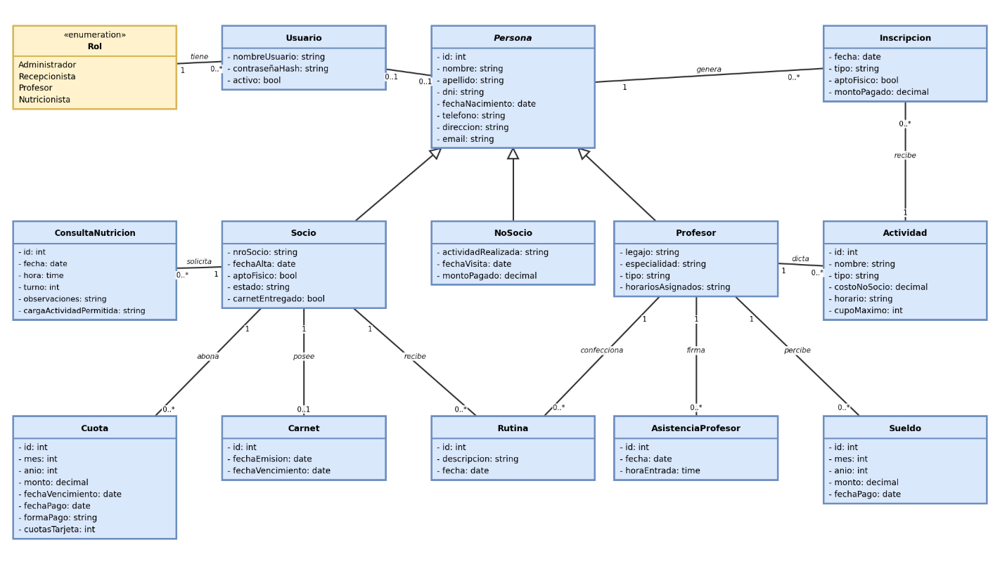 «enumeration»
Rol
Administrador
Recepcionista
Profesor
Nutricionista
tiene
1
0..*
Usuario
- nombreUsuario: string
- contraseñaHash: string
- activo: bool
0..1
0..1
Persona
- id: int
- nombre: string
- apellido: string
- dni: string
- fechaNacimiento: date
- telefono: string
- direccion: string
- email: string
genera
1
0..*
Inscripcion
- fecha: date
- tipo: string
- aptoFisico: bool
- montoPagado: decimal
0..*
recibe
1
ConsultaNutricion
- id: int
- fecha: date
- hora: time
- turno: int
- observaciones: string
- cargaActividadPermitida: string
solicita
0..*
1
Socio
- nroSocio: string
- fechaAlta: date
- aptoFisico: bool
- estado: string
- carnetEntregado: bool
NoSocio
- actividadRealizada: string
- fechaVisita: date
- montoPagado: decimal
Profesor
- legajo: string
- especialidad: string
- tipo: string
- horariosAsignados: string
dicta
1
0..*
Actividad
- id: int
- nombre: string
- tipo: string
- costoNoSocio: decimal
- horario: string
- cupoMaximo: int
1
abona
0..*
1
posee
0..1
1
recibe
0..*
1
confecciona
0..*
1
firma
0..*
1
percibe
0..*
Cuota
- id: int
- mes: int
- anio: int
- monto: decimal
- fechaVencimiento: date
- fechaPago: date
- formaPago: string
- cuotasTarjeta: int
Carnet
- id: int
- fechaEmision: date
- fechaVencimiento: date
Rutina
- id: int
- descripcion: string
- fecha: date
AsistenciaProfesor
- id: int
- fecha: date
- horaEntrada: time
Sueldo
- id: int
- mes: int
- anio: int
- monto: decimal
- fechaPago: date